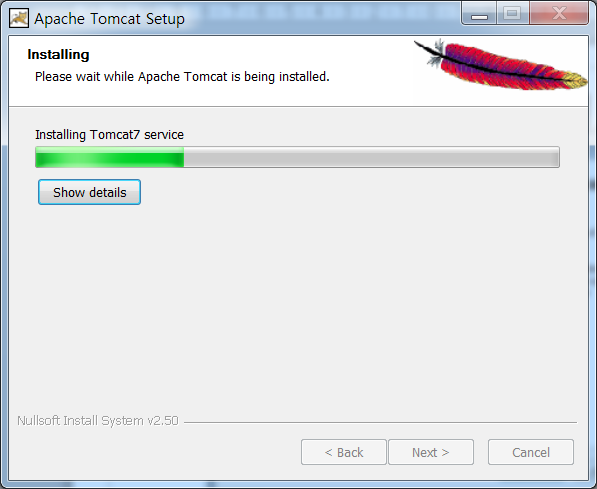 Apache Tomcat Setup
Installing
Please wait while Apache Tomcat is being installed.
Installing Tomcat7 service
Show details
Nullsoft Install System v2.50
< Back
Next >
Cancel